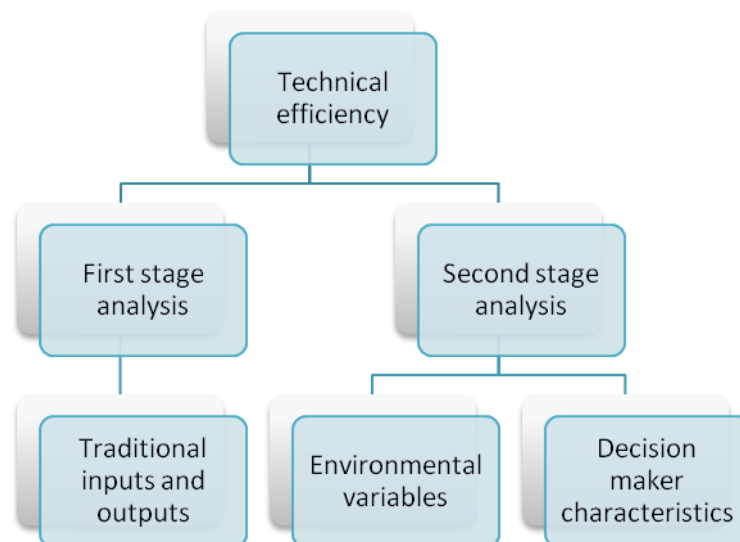 Technical
efficiency
First stage
analysis
Second stage
analysis
Traditional
inputs and
outputs
Environmental
variables
Decision
maker
characteristics